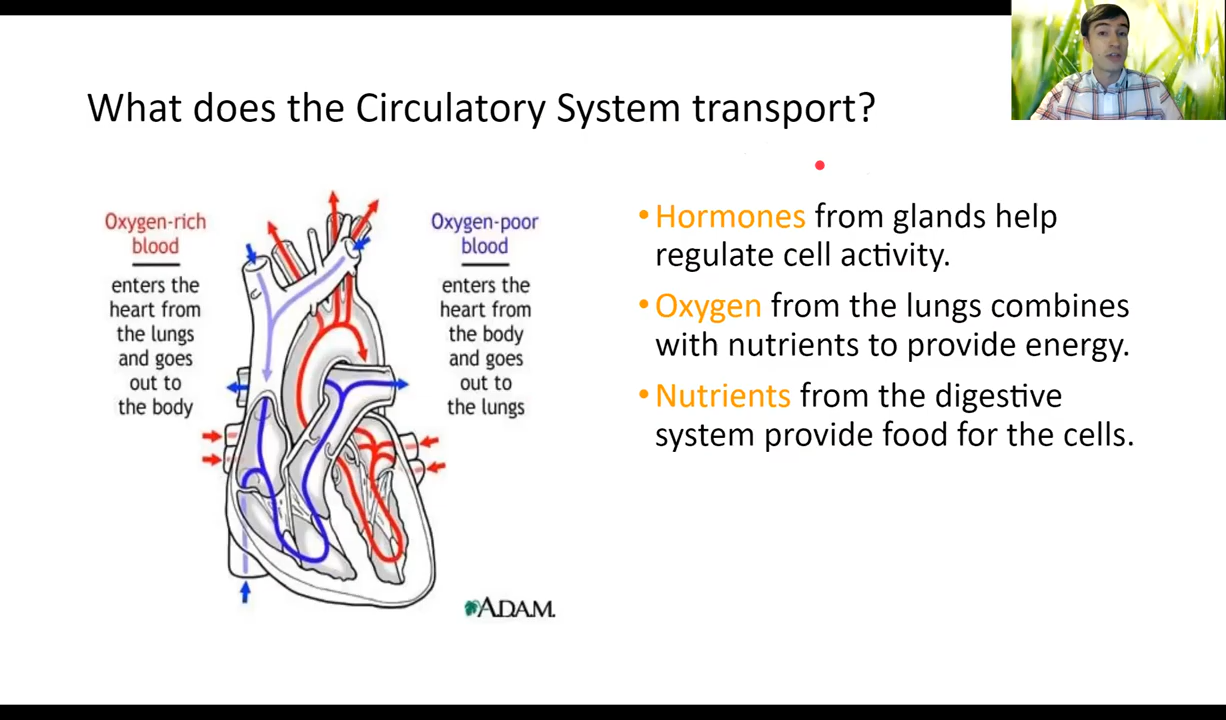 What does the Circulatory System transport?
Oxygen-rich
blood
enters the
heart from
the lungs
and goes
out to
the body
Oxygen-poor
blood
enters the
heart from
the body
and goes
out to
the lungs
ADAM.
•Hormones from glands help
regulate cell activity.
•Oxygen from the lungs combines
with nutrients to provide energy.
•Nutrients from the digestive
system provide food for the cells.